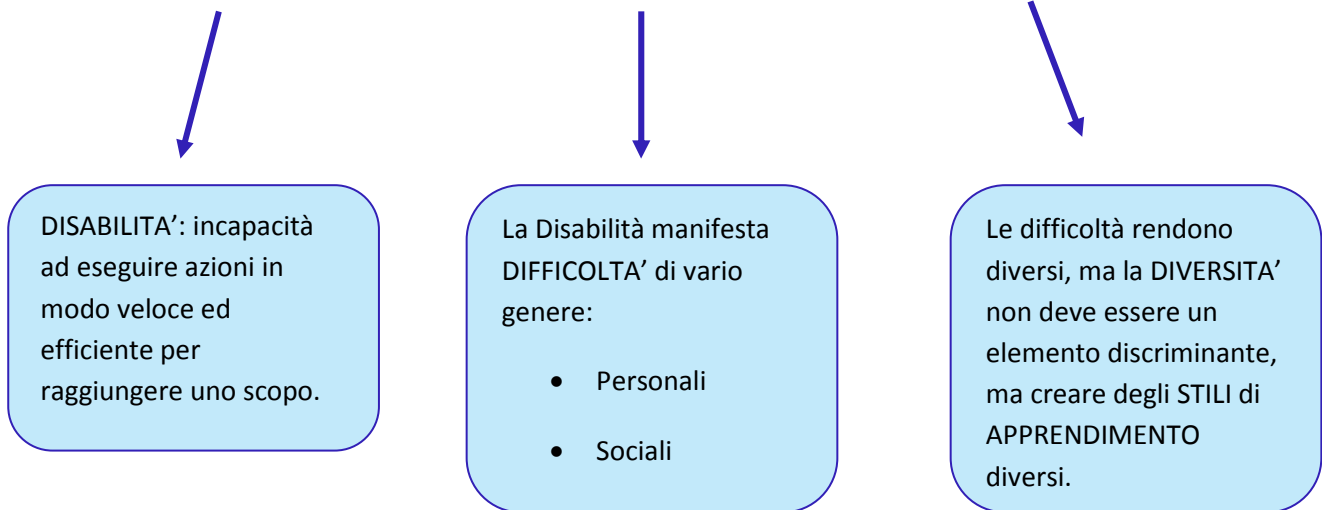 DISABILITA’: incapacità
ad eseguire azioni in
modo veloce ed
efficiente per
raggiungere uno scopo.
La Disabilità manifesta
DIFFICOLTA’ di vario
genere:
• Personali
• Sociali
Le difficoltà rendono
diversi, ma la DIVERSITA’
non deve essere un
elemento discriminante,
ma creare degli STILI di
APPRENDIMENTO
diversi.